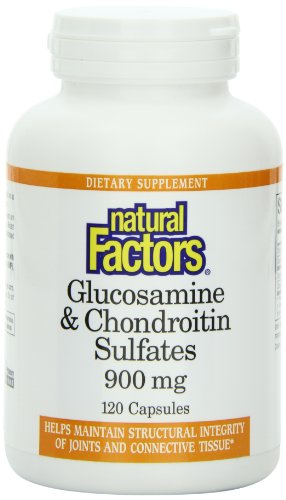 DIETARY SUPPLEMENT
natural
Factors®
Glucosamine
& Chondroitin
Sulfates
900 mg
120 Capsules
HELPS MAINTAIN STRUCTURAL INTEGRITY
OF JOINTS AND CONNECTIVE TISSUE*